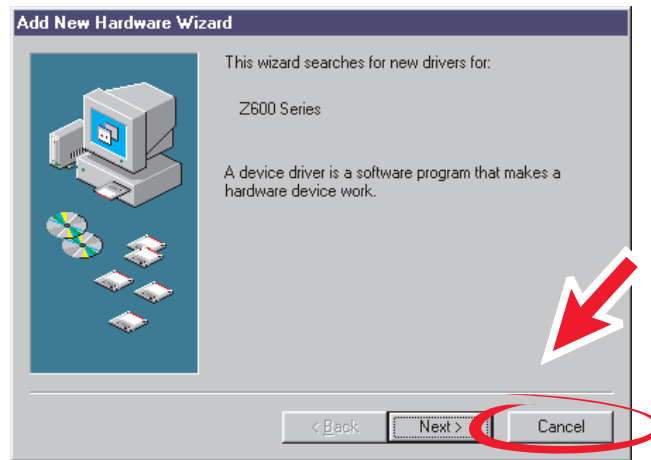 Add New Hardware Wizard
This wizard searches for new drivers for:
Z600 Series
A device driver is a software program that makes a
hardware device work.
< Back
Next >
Cancel